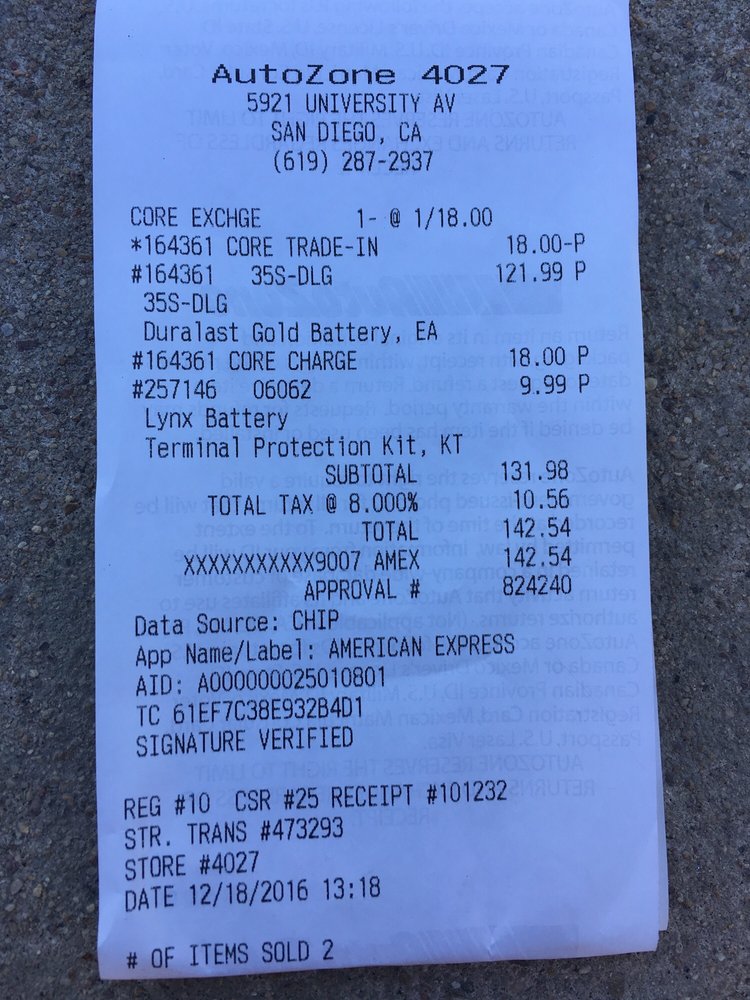 AutoZone 4027
5921 UNIVERSITY AV
SAN DIEGO, CA
(619) 287-2937
CORE EXCHGE 1- @ 1/18.00
*164361 CORE TRADE-IN 18.00-P
#164361 35S-DLG 121.99 P
35S-DLG
Duralast Gold Battery, EA
#164361 CORE CHARGE 18.00 P
#257146 06062 9.99 P
Lynx Battery
Terminal Protection Kit, KT
SUBTOTAL 131.98
TOTAL TAX @ 8.000% 10.56
TOTAL 142.54
XXXXXXXXXXX9007 AMEX 142.54
APPROVAL # 824240
Data Source: CHIP
App Name/Label: AMERICAN EXPRESS
AID: A000000025010801
TC 61EF7C38E932B4D1
SIGNATURE VERIFIED
REG #10 CSR #25 RECEIPT #101232
STR. TRANS #473293
STORE #4027
DATE 12/18/2016 13:18
# OF ITEMS SOLD 2